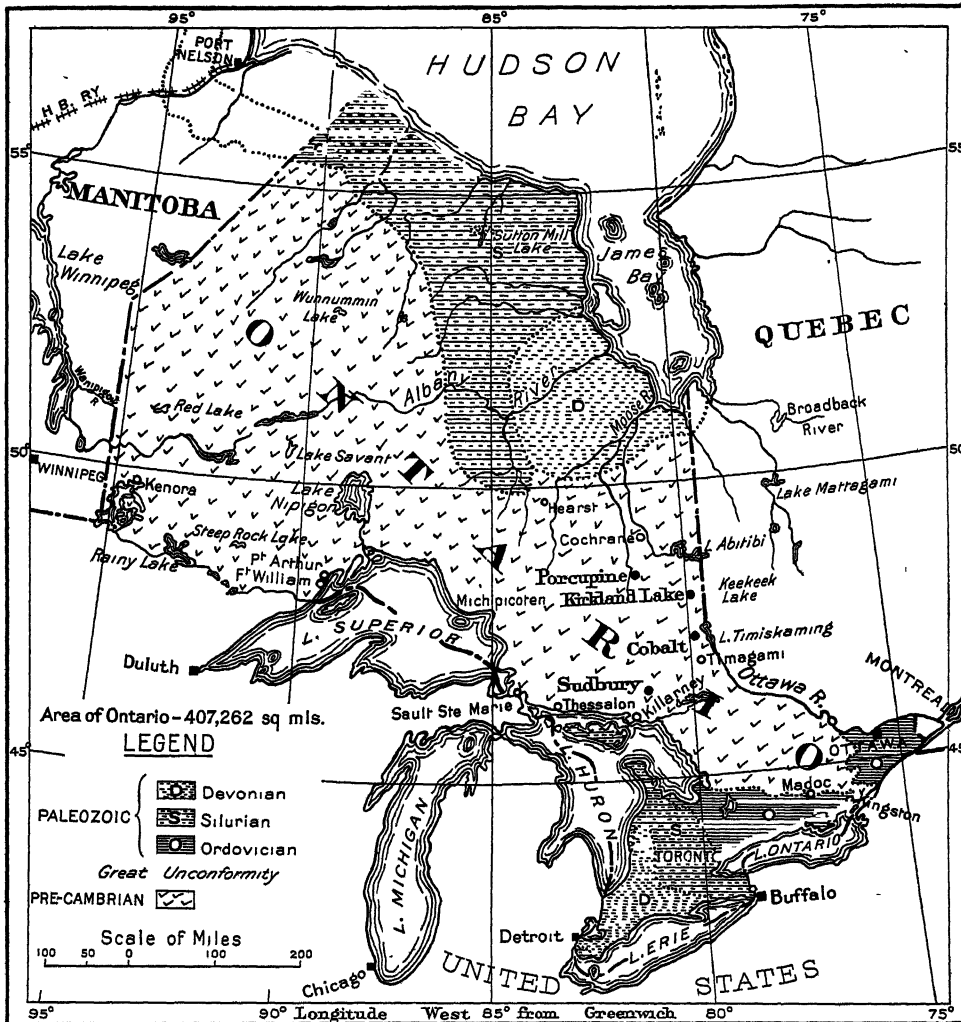 95°
85°
75°
PORT
NELSON
HUDSON
BAY
H.B. RY
55
55
MANITOBA
Sutton Mill
Lake
S
James
Bay
Lake
Winnipeg
Wunnummin
Lake
QUEBEC
O N T A R I O
Albany River
D
Moose R.
Winnipeg
R
Red Lake
Broadback
River
Lake Savant
50
50
WINNIPEG
Kenora
Lake
Nipigon
Hearst
Lake Mattagami
Steep Rock Lake
Cochrane
L Abitibi
Rainy Lake
Pt Arthur
Ft William
Porcupine
Keekeek
Lake
Michipicoten
Kirkland Lake
L. SUPERIOR
Cobalt
L. Timiskaming
Timagami
Duluth
MONTREAL
Sudbury
Ottawa R.
Killarney
Area of Ontario - 407,262 sq mls.
Sault Ste Marie
Thessalon
LEGEND
45
45
OTTAWA
O
L. HURON
Madoc
Kingston
PALEOZOIC
D Devonian
S Silurian
O Ordovician
Great Unconformity
PRE-CAMBRIAN
O
S
TORONTO
L. ONTARIO
L. MICHIGAN
D
Buffalo
Scale of Miles
100 50 0 100 200
Detroit
L. ERIE
Chicago
UNITED STATES
95°
90°
85°
80°
75°
Longitude West from Greenwich